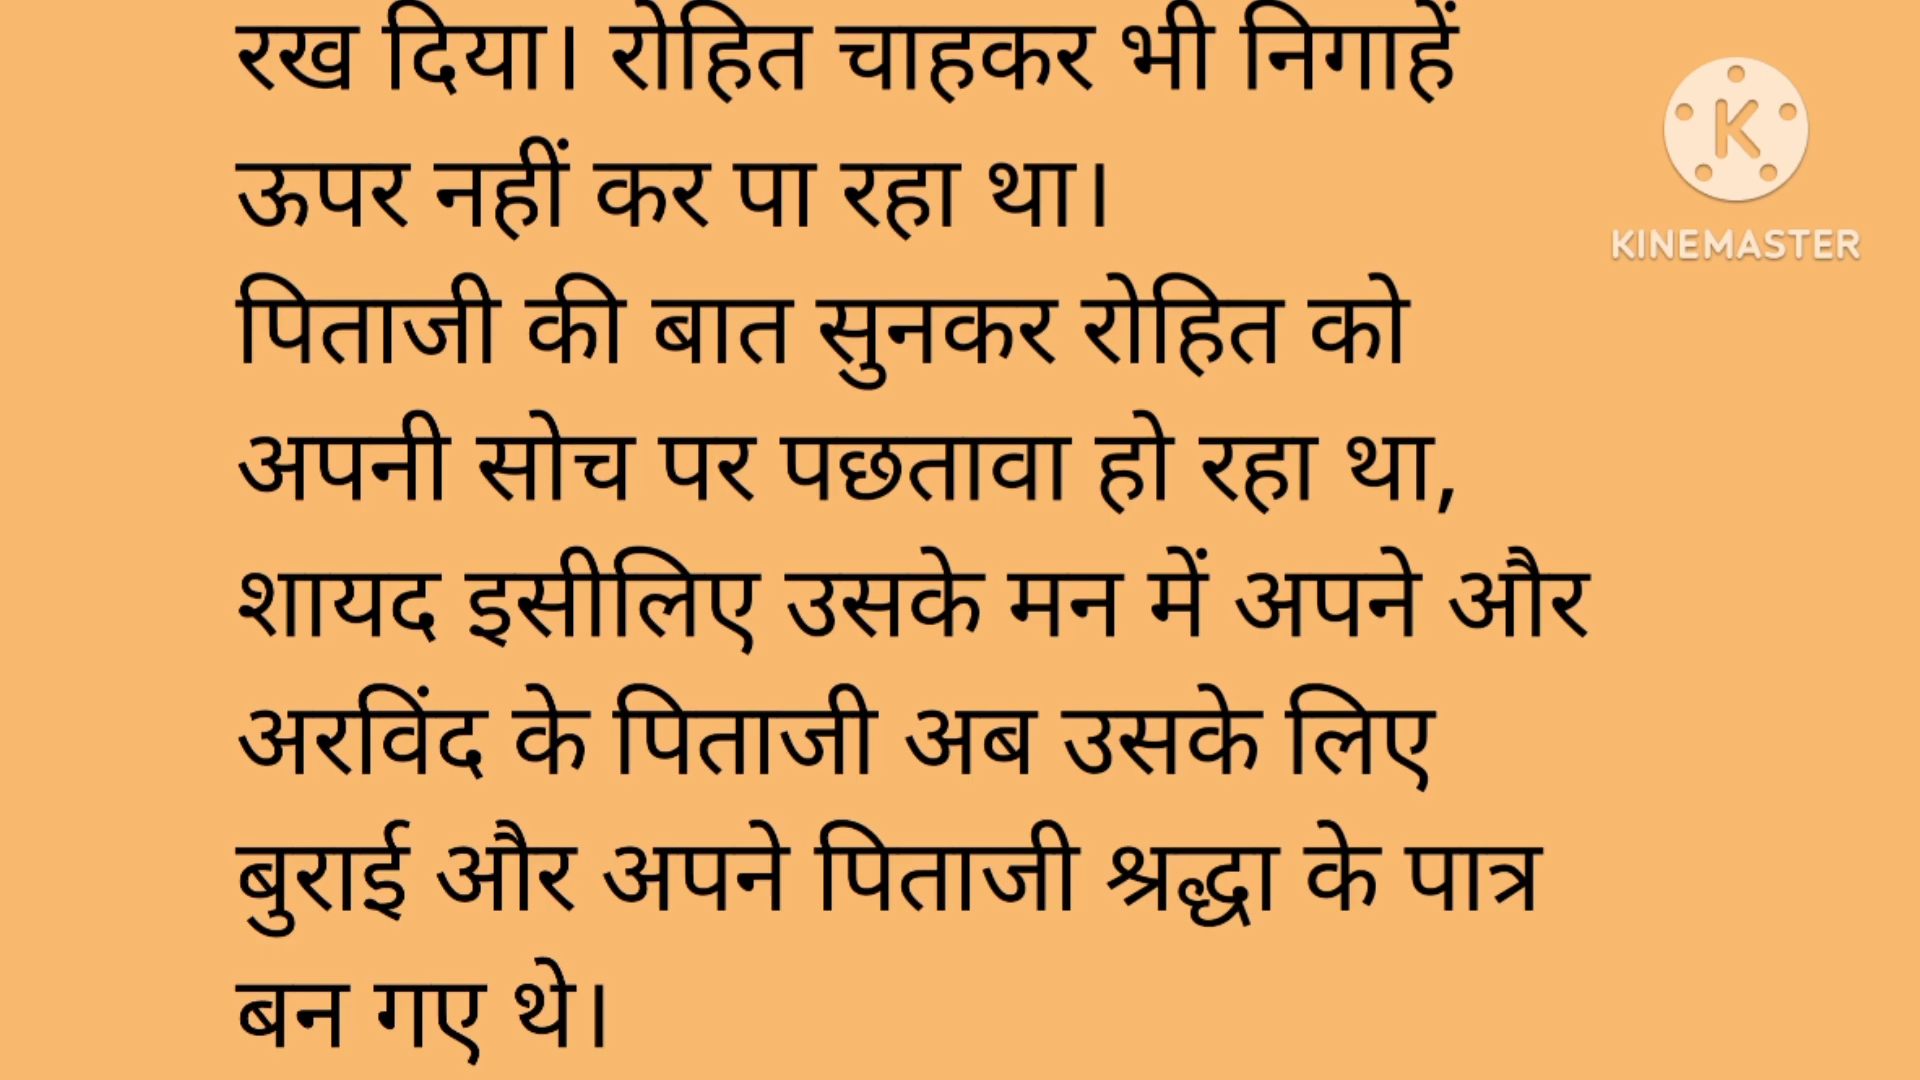 रख दिया। रोहित चाहकर भी निगाहें
ऊपर नहीं कर पा रहा था।
पिताजी की बात सुनकर रोहित को
अपनी सोच पर पछतावा हो रहा था,
शायद इसीलिए उसके मन में अपने और
अरविंद के पिताजी अब उसके लिए
बुराई और अपने पिताजी श्रद्धा के पात्र
बन गए थे।
K
KINEMASTER